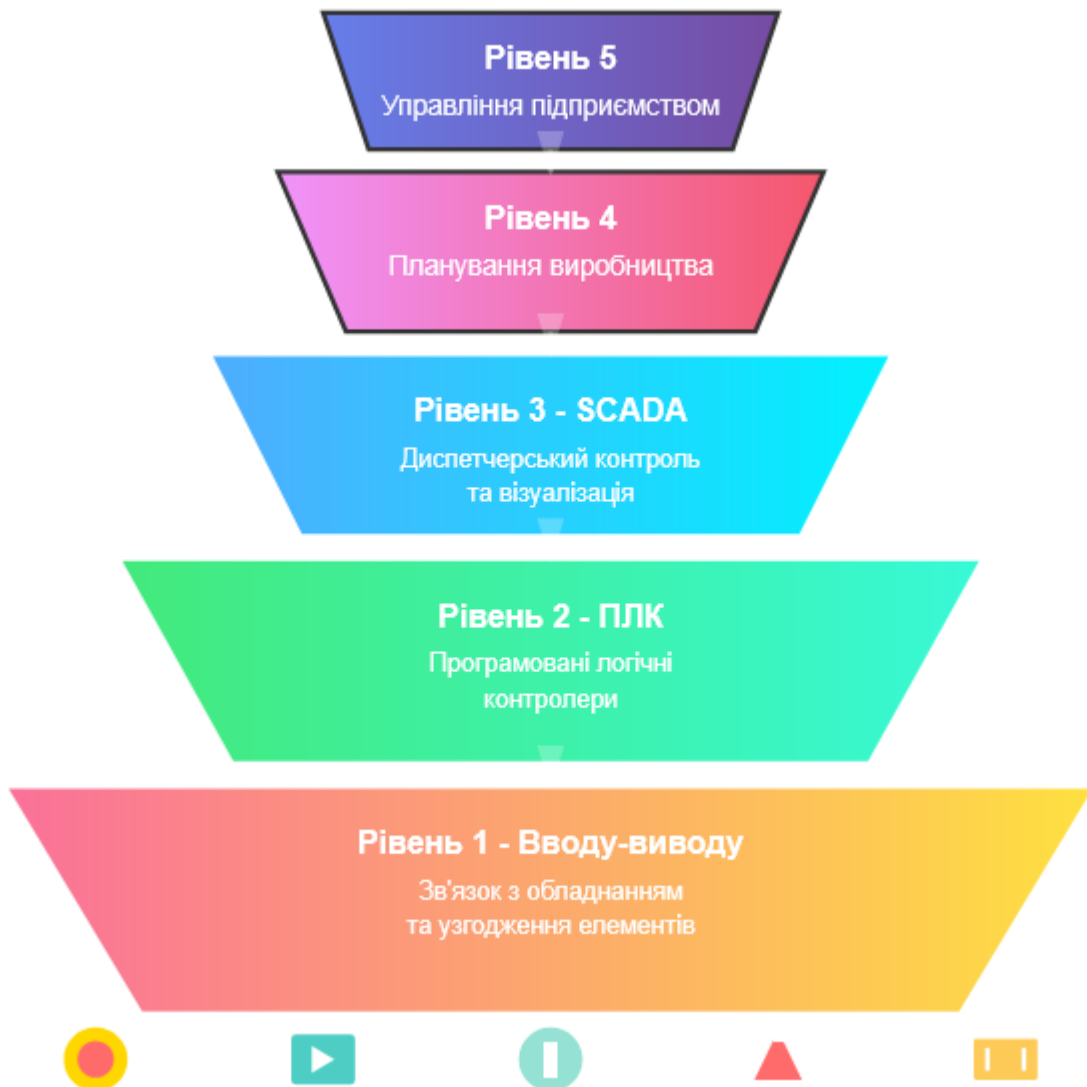 Рівень 5
Управління підприємством
Рівень 4
Планування виробництва
Рівень 3 - SCADA
Диспетчерський контроль
та візуалізація
Рівень 2 - ПЛК
Програмовані логічні
контролери
Рівень 1 - Вводу-виводу
Зв'язок з обладнанням
та узгодження елементів